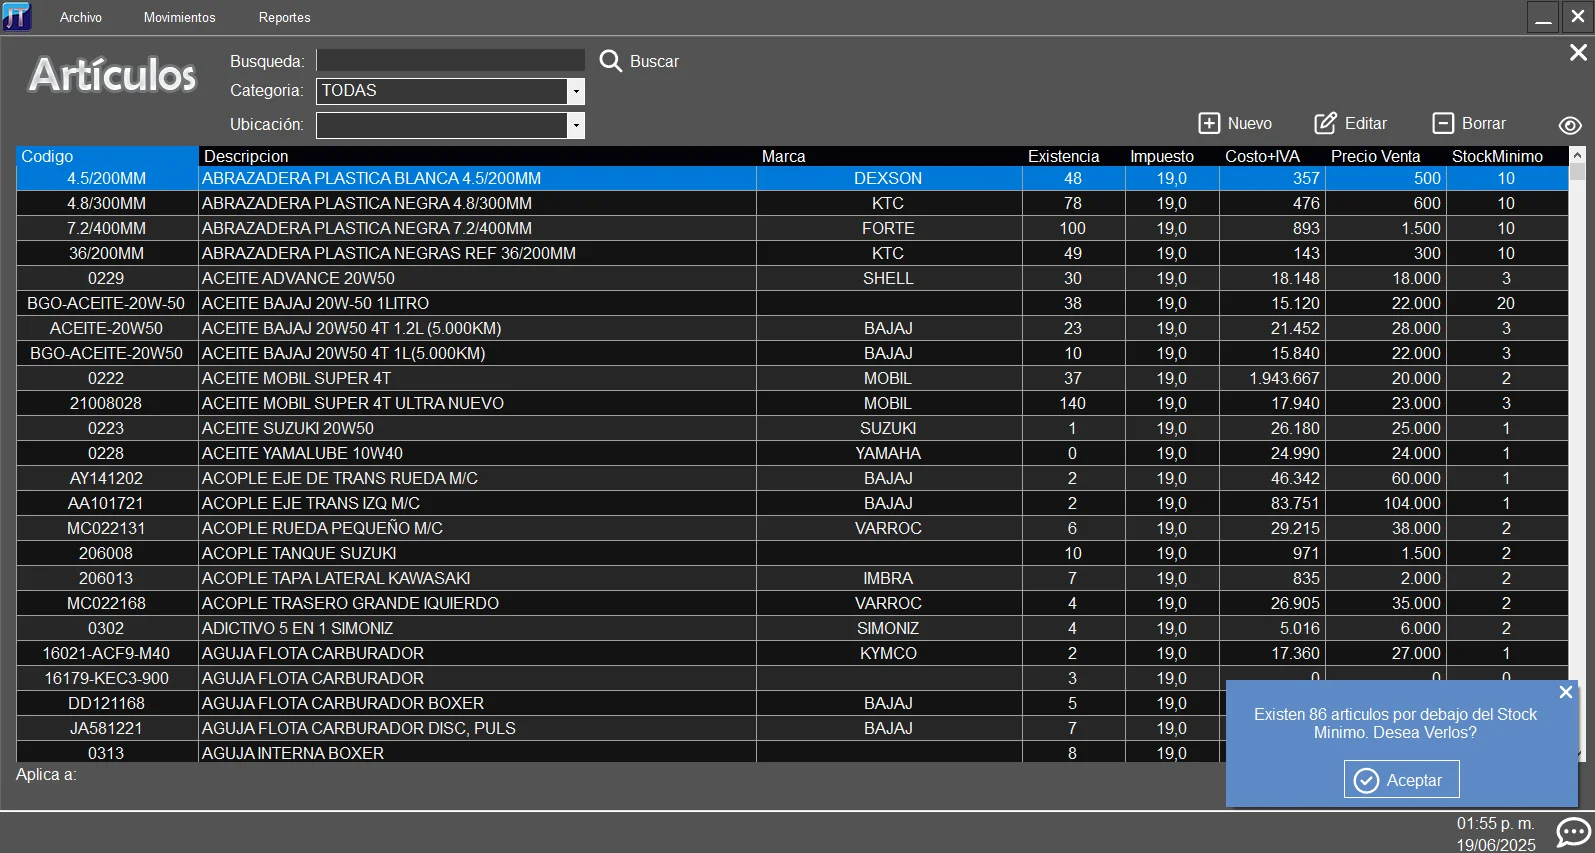 JT Archivo Movimientos Reportes
Artículos
Busqueda: Buscar
Categoria: TODAS
Ubicación:
Nuevo Editar Borrar
Codigo Descripcion Marca Existencia Impuesto Costo+IVA Precio Venta StockMinimo
4.5/200MM ABRAZADERA PLASTICA BLANCA 4.5/200MM DEXSON 48 19,0 357 500 10
4.8/300MM ABRAZADERA PLASTICA NEGRA 4.8/300MM KTC 78 19,0 476 600 10
7.2/400MM ABRAZADERA PLASTICA NEGRA 7.2/400MM FORTE 100 19,0 893 1.500 10
36/200MM ABRAZADERA PLASTICA NEGRAS REF 36/200MM KTC 49 19,0 143 300 10
0229 ACEITE ADVANCE 20W50 SHELL 30 19,0 18.148 18.000 3
BGO-ACEITE-20W-50 ACEITE BAJAJ 20W-50 1LITRO 38 19,0 15.120 22.000 20
ACEITE-20W50 ACEITE BAJAJ 20W50 4T 1.2L (5.000KM) BAJAJ 23 19,0 21.452 28.000 3
BGO-ACEITE-20W50 ACEITE BAJAJ 20W50 4T 1L(5.000KM) BAJAJ 10 19,0 15.840 22.000 3
0222 ACEITE MOBIL SUPER 4T MOBIL 37 19,0 1.943.667 20.000 2
21008028 ACEITE MOBIL SUPER 4T ULTRA NUEVO MOBIL 140 19,0 17.940 23.000 3
0223 ACEITE SUZUKI 20W50 SUZUKI 1 19,0 26.180 25.000 1
0228 ACEITE YAMALUBE 10W40 YAMAHA 0 19,0 24.990 24.000 1
AY141202 ACOPLE EJE DE TRANS RUEDA M/C BAJAJ 2 19,0 46.342 60.000 1
AA101721 ACOPLE EJE TRANS IZQ M/C BAJAJ 2 19,0 83.751 104.000 1
MC022131 ACOPLE RUEDA PEQUEÑO M/C VARROC 6 19,0 29.215 38.000 2
206008 ACOPLE TANQUE SUZUKI 10 19,0 971 1.500 2
206013 ACOPLE TAPA LATERAL KAWASAKI IMBRA 7 19,0 835 2.000 2
MC022168 ACOPLE TRASERO GRANDE IQUIERDO VARROC 4 19,0 26.905 35.000 2
0302 ADICTIVO 5 EN 1 SIMONIZ SIMONIZ 4 19,0 5.016 6.000 2
16021-ACF9-M40 AGUJA FLOTA CARBURADOR KYMCO 2 19,0 17.360 27.000 1
16179-KEC3-900 AGUJA FLOTA CARBURADOR 3 19,0 0 0 0
DD121168 AGUJA FLOTA CARBURADOR BOXER BAJAJ 5 19,0
JA581221 AGUJA FLOTA CARBURADOR DISC, PULS BAJAJ 7 19,0
0313 AGUJA INTERNA BOXER 8 19,0
Existen 86 articulos por debajo del Stock
Minimo. Desea Verlos?
Aceptar
Aplica a:
01:55 p. m.
19/06/2025